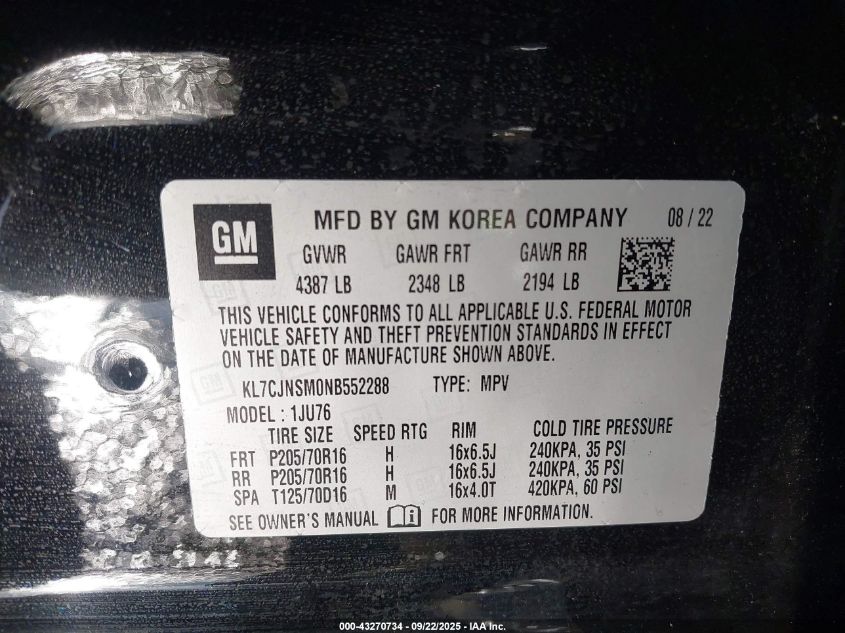 GM MFD BY GM KOREA COMPANY 08 / 22
GVWR GAWR FRT GAWR RR
4387 LB 2348 LB 2194 LB
THIS VEHICLE CONFORMS TO ALL APPLICABLE U.S. FEDERAL MOTOR
VEHICLE SAFETY AND THEFT PREVENTION STANDARDS IN EFFECT
ON THE DATE OF MANUFACTURE SHOWN ABOVE.
KL7CJNSM0NB552288 TYPE: MPV
MODEL : 1JU76
TIRE SIZE SPEED RTG RIM COLD TIRE PRESSURE
FRT P205/70R16 H 16x6.5J 240KPA, 35 PSI
RR P205/70R16 H 16x6.5J 240KPA, 35 PSI
SPA T125/70D16 M 16x4.0T 420KPA, 60 PSI
SEE OWNER'S MANUAL FOR MORE INFORMATION.
000-43270734 - 09/22/2025 - IAA Inc.